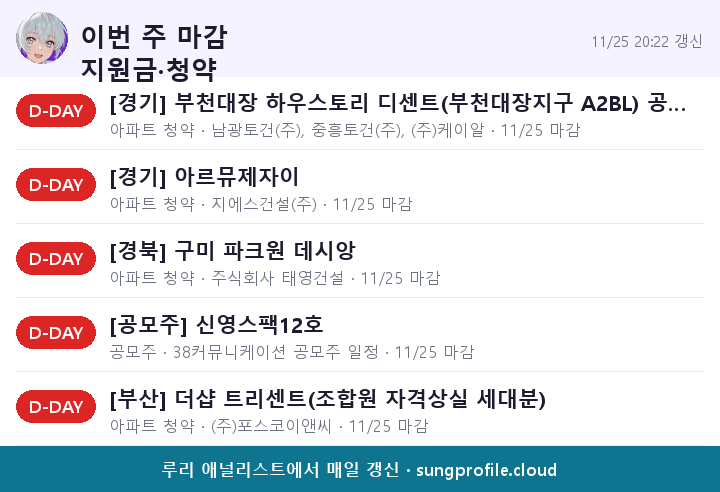 이번 주 마감
지원금·청약
11/25 20:22 갱신
D-DAY
[경기] 부천대장 하우스토리 디센트(부천대장지구 A2BL) 공...
아파트 청약 · 남광토건(주), 중흥토건(주), (주)케이알 · 11/25 마감
D-DAY
[경기] 아르뮤제자이
아파트 청약 · 지에스건설(주) · 11/25 마감
D-DAY
[경북] 구미 파크원 데시앙
아파트 청약 · 주식회사 태영건설 · 11/25 마감
D-DAY
[공모주] 신영스팩12호
공모주 · 38커뮤니케이션 공모주 일정 · 11/25 마감
D-DAY
[부산] 더샵 트리센트(조합원 자격상실 세대분)
아파트 청약 · (주)포스코이앤씨 · 11/25 마감
루리 애널리스트에서 매일 갱신 · sungprofile.cloud